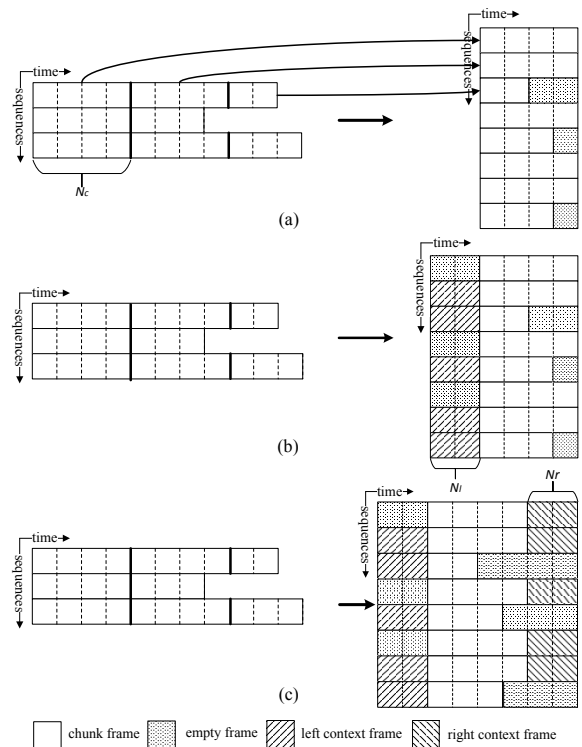 time
time
sequences
sequences
Nc
(a)
time
time
sequences
sequences
(b)
Nl
Nr
time
time
sequences
sequences
(c)
chunk frame
empty frame
left context frame
right context frame